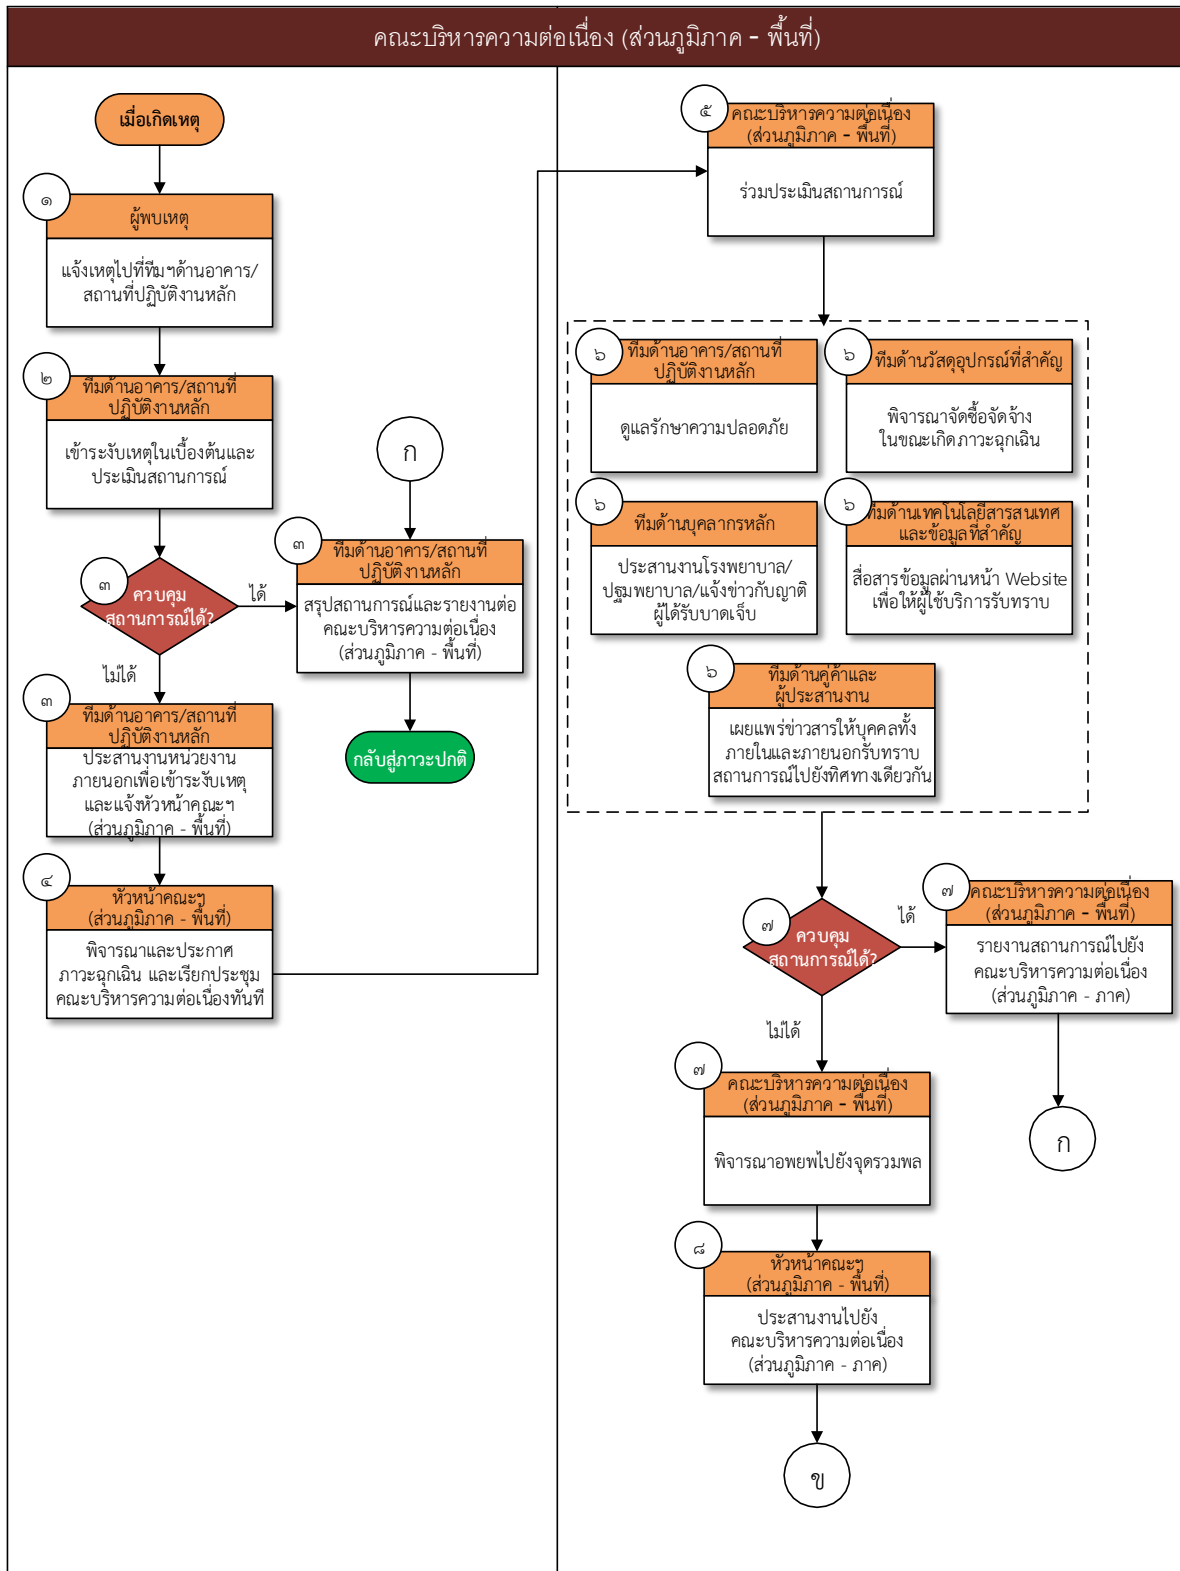 คณะบริหารความต่อเนื่อง (ส่วนภูมิภาค - พื้นที่)
เมื่อเกิดเหตุ
๑
ผู้พบเหตุ
แจ้งเหตุไปที่ทีมฯด้านอาคาร/
สถานที่ปฏิบัติงานหลัก
๒
ทีมด้านอาคาร/สถานที่
ปฏิบัติงานหลัก
เข้าระงับเหตุในเบื้องต้นและ
ประเมินสถานการณ์
๓
ควบคุม
สถานการณ์ได้?
ได้
ไม่ได้
ก
๓
ทีมด้านอาคาร/สถานที่
ปฏิบัติงานหลัก
สรุปสถานการณ์และรายงานต่อ
คณะบริหารความต่อเนื่อง
(ส่วนภูมิภาค - พื้นที่)
กลับสู่ภาวะปกติ
๓
ทีมด้านอาคาร/สถานที่
ปฏิบัติงานหลัก
ประสานงานหน่วยงาน
ภายนอกเพื่อเข้าระงับเหตุ
และแจ้งหัวหน้าคณะฯ
(ส่วนภูมิภาค - พื้นที่)
๔
หัวหน้าคณะฯ
(ส่วนภูมิภาค - พื้นที่)
พิจารณาและประกาศ
ภาวะฉุกเฉิน และเรียกประชุม
คณะบริหารความต่อเนื่องทันที
๕
คณะบริหารความต่อเนื่อง
(ส่วนภูมิภาค - พื้นที่)
ร่วมประเมินสถานการณ์
๖
ทีมด้านอาคาร/สถานที่
ปฏิบัติงานหลัก
ดูแลรักษาความปลอดภัย
๖
ทีมด้านวัสดุอุปกรณ์ที่สำคัญ
พิจารณาจัดซื้อจัดจ้าง
ในขณะเกิดภาวะฉุกเฉิน
๖
ทีมด้านบุคลากรหลัก
ประสานงานโรงพยาบาล/
ปฐมพยาบาล/แจ้งข่าวกับญาติ
ผู้ได้รับบาดเจ็บ
๖
ทีมด้านเทคโนโลยีสารสนเทศ
และข้อมูลที่สำคัญ
สื่อสารข้อมูลผ่านหน้า Website
เพื่อให้ผู้ใช้บริการรับทราบ
๖
ทีมด้านคู่ค้าและ
ผู้ประสานงาน
เผยแพร่ข่าวสารให้บุคคลทั้ง
ภายในและภายนอกรับทราบ
สถานการณ์ไปยังทิศทางเดียวกัน
๗
ควบคุม
สถานการณ์ได้?
ได้
ไม่ได้
๗
คณะบริหารความต่อเนื่อง
(ส่วนภูมิภาค - พื้นที่)
รายงานสถานการณ์ไปยัง
คณะบริหารความต่อเนื่อง
(ส่วนภูมิภาค - ภาค)
ก
๗
คณะบริหารความต่อเนื่อง
(ส่วนภูมิภาค - พื้นที่)
พิจารณาอพยพไปยังจุดรวมพล
๘
หัวหน้าคณะฯ
(ส่วนภูมิภาค - พื้นที่)
ประสานงานไปยัง
คณะบริหารความต่อเนื่อง
(ส่วนภูมิภาค - ภาค)
ข